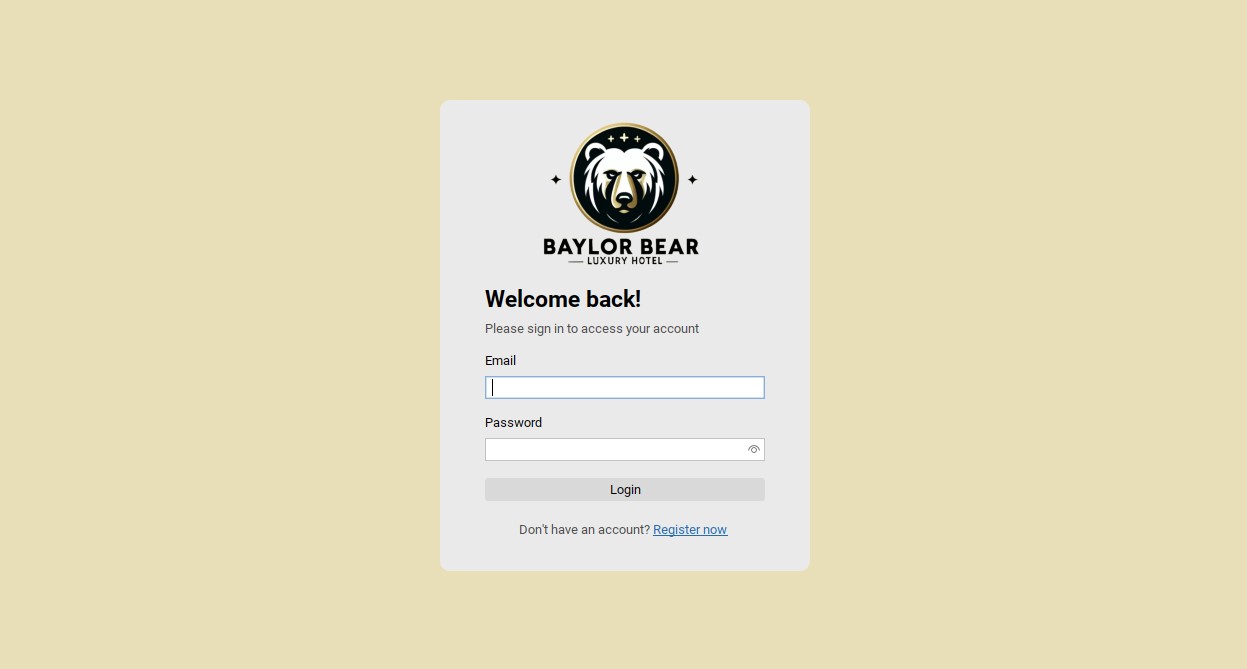 BAYLOR BEAR
LUXURY HOTEL
Welcome back!
Please sign in to access your account
Email
Password
Login
Don't have an account? Register now